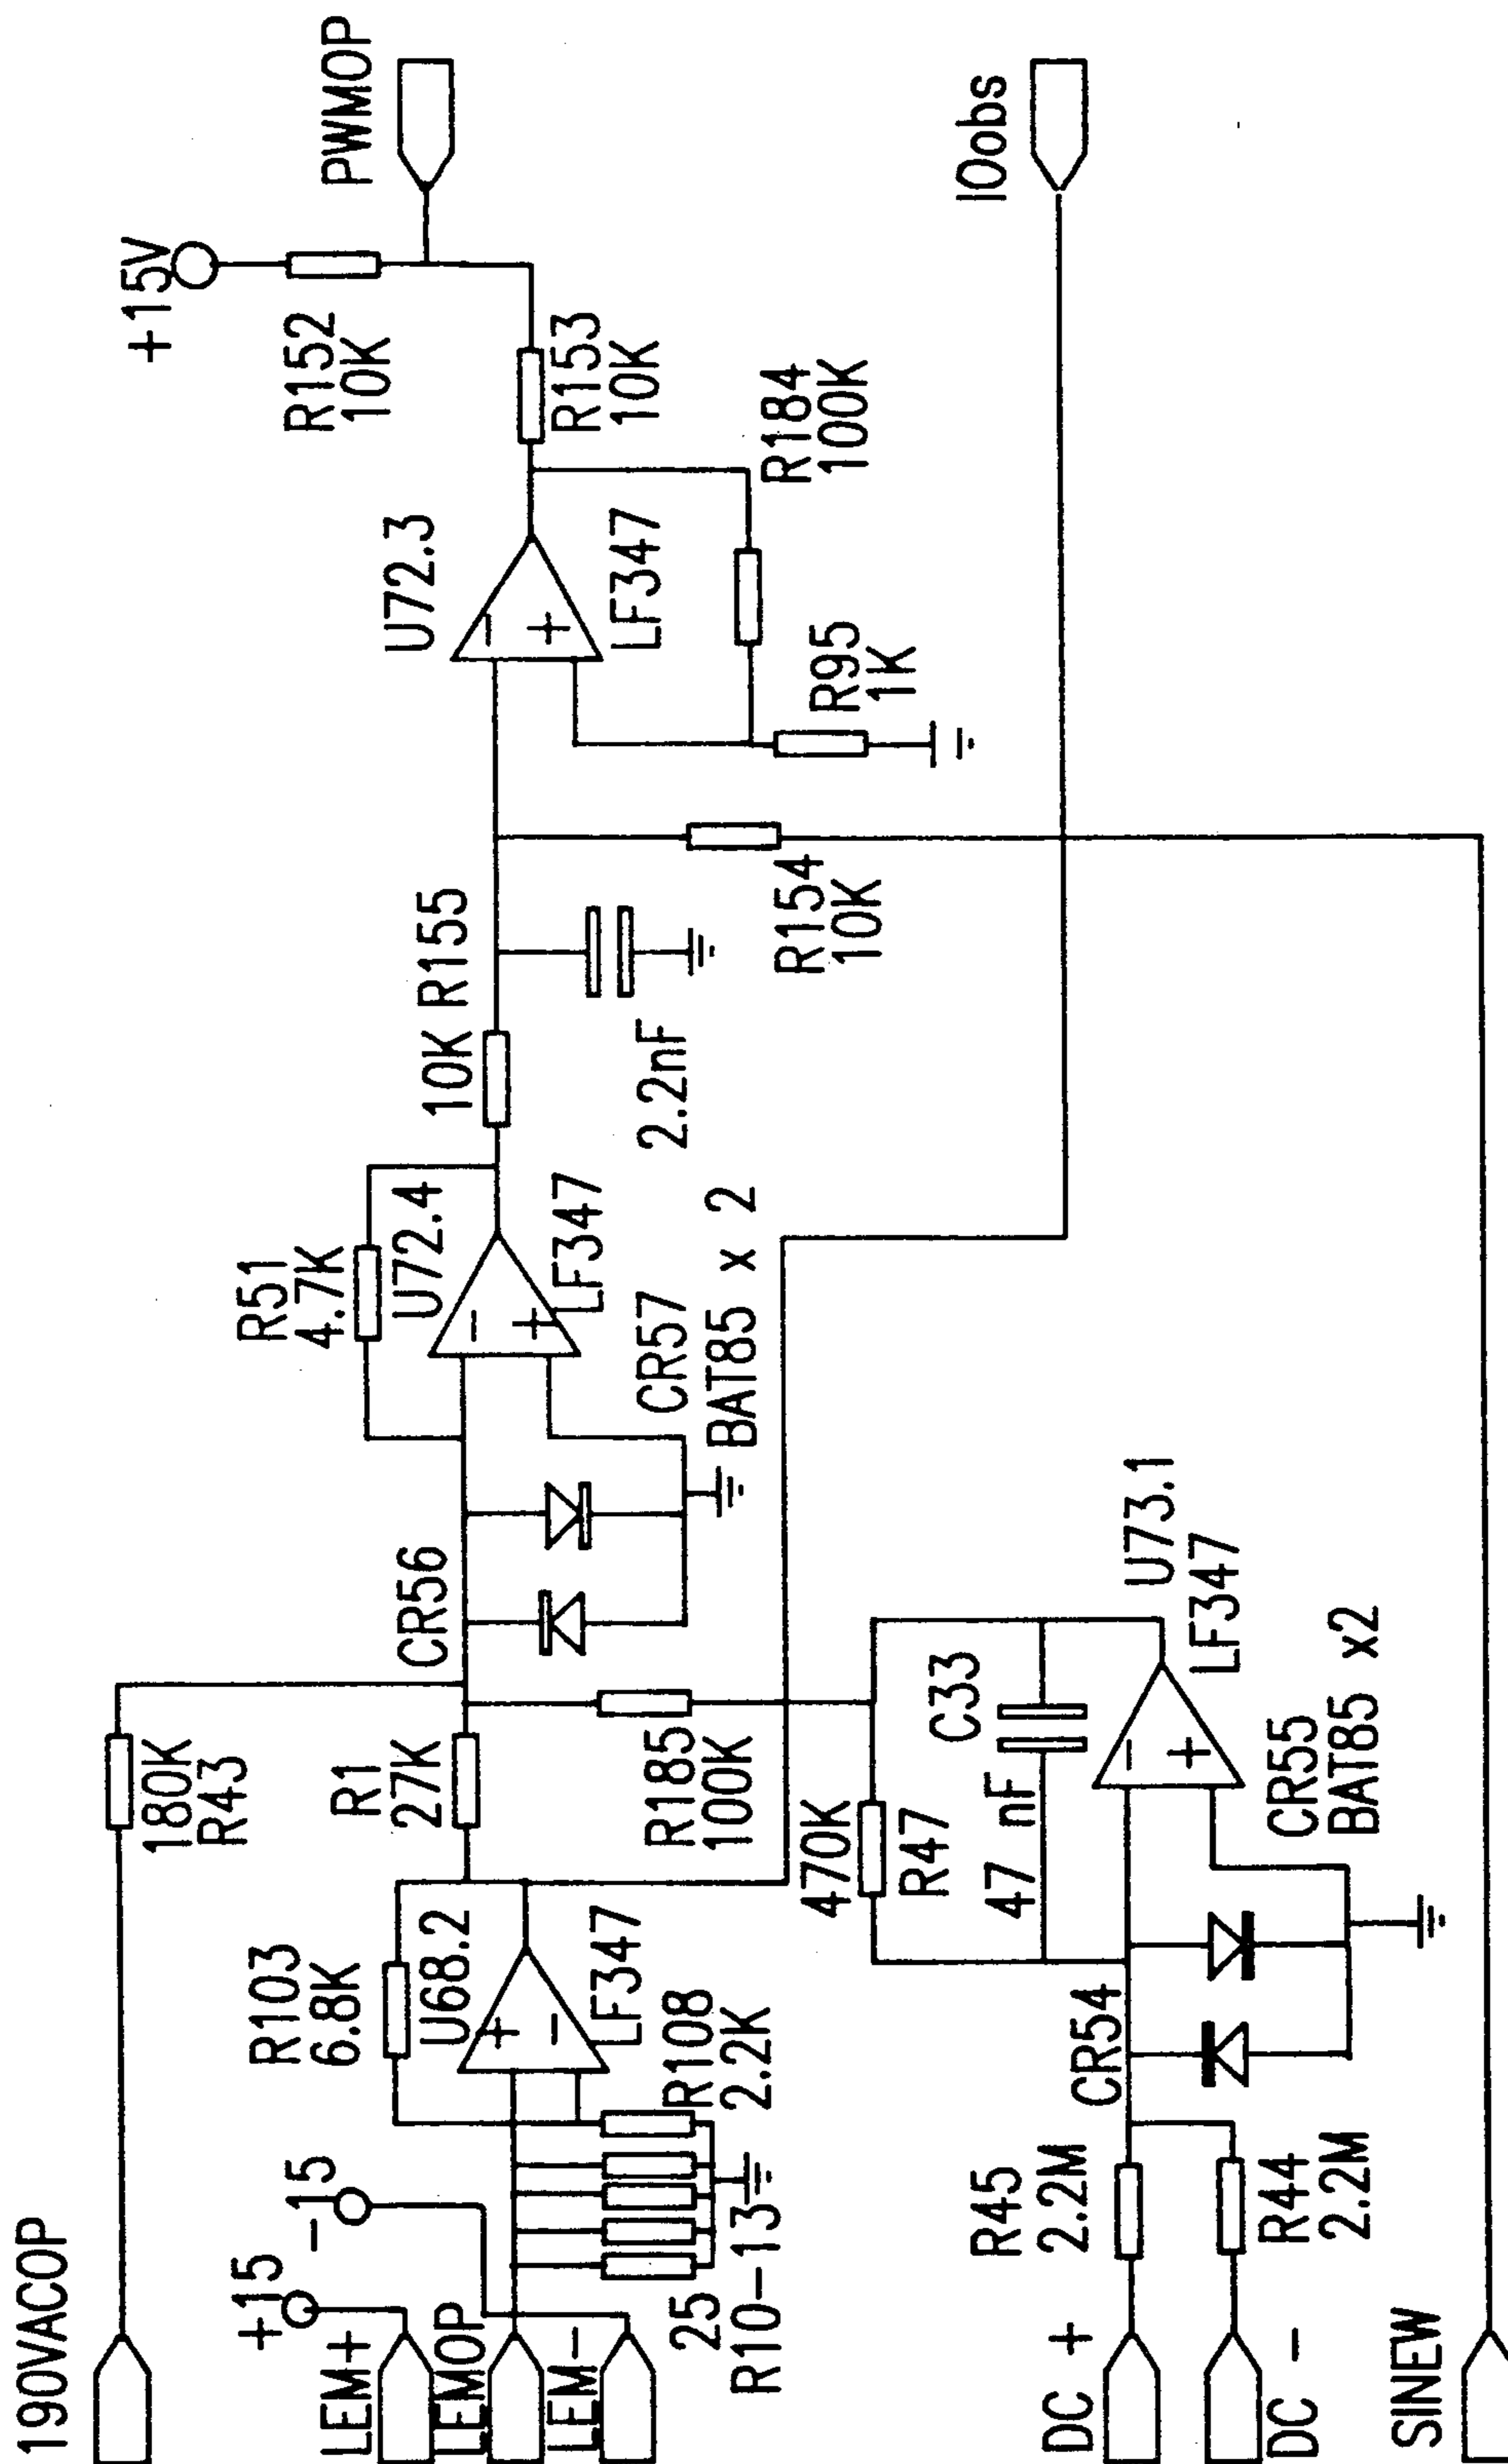 190VACOP
180K
R43
+15
-15
LEM+
LEMOP
LEM-
R103
6.8K
U68.2
+
-
LF347
R108
2.2K
25
R10-13
R1
27K
R185
100K
CR56
R51
4.7K
U72.4
-
+
LF347
CR57
BAT85 x 2
10K R155
2.2nF
R154
10K
U72.3
-
+
LF347
R95
1K
R184
100K
R153
10K
R152
10K
+15V
PWMOP
IOobs
DC +
DC -
R45
2.2M
R44
2.2M
CR54
470K
R47
C33
47 nF
-
+
U73.1
LF347
CR55
BAT85 x2
SINEW